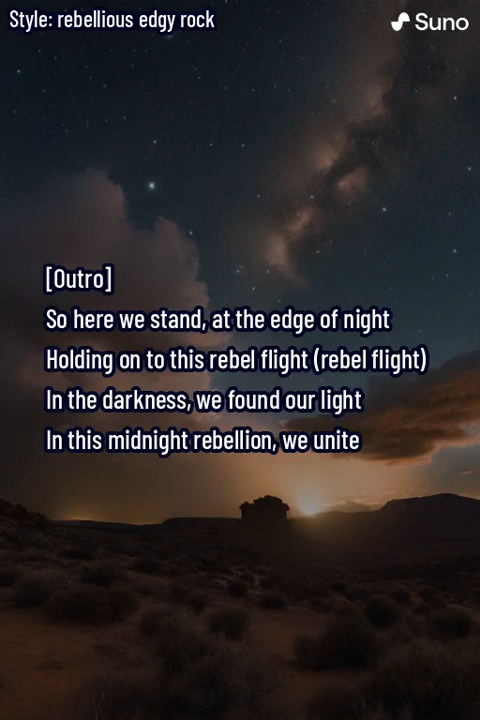 Style: rebellious edgy rock
Suno
[Outro]
So here we stand, at the edge of night
Holding on to this rebel flight (rebel flight)
In the darkness, we found our light
In this midnight rebellion, we unite